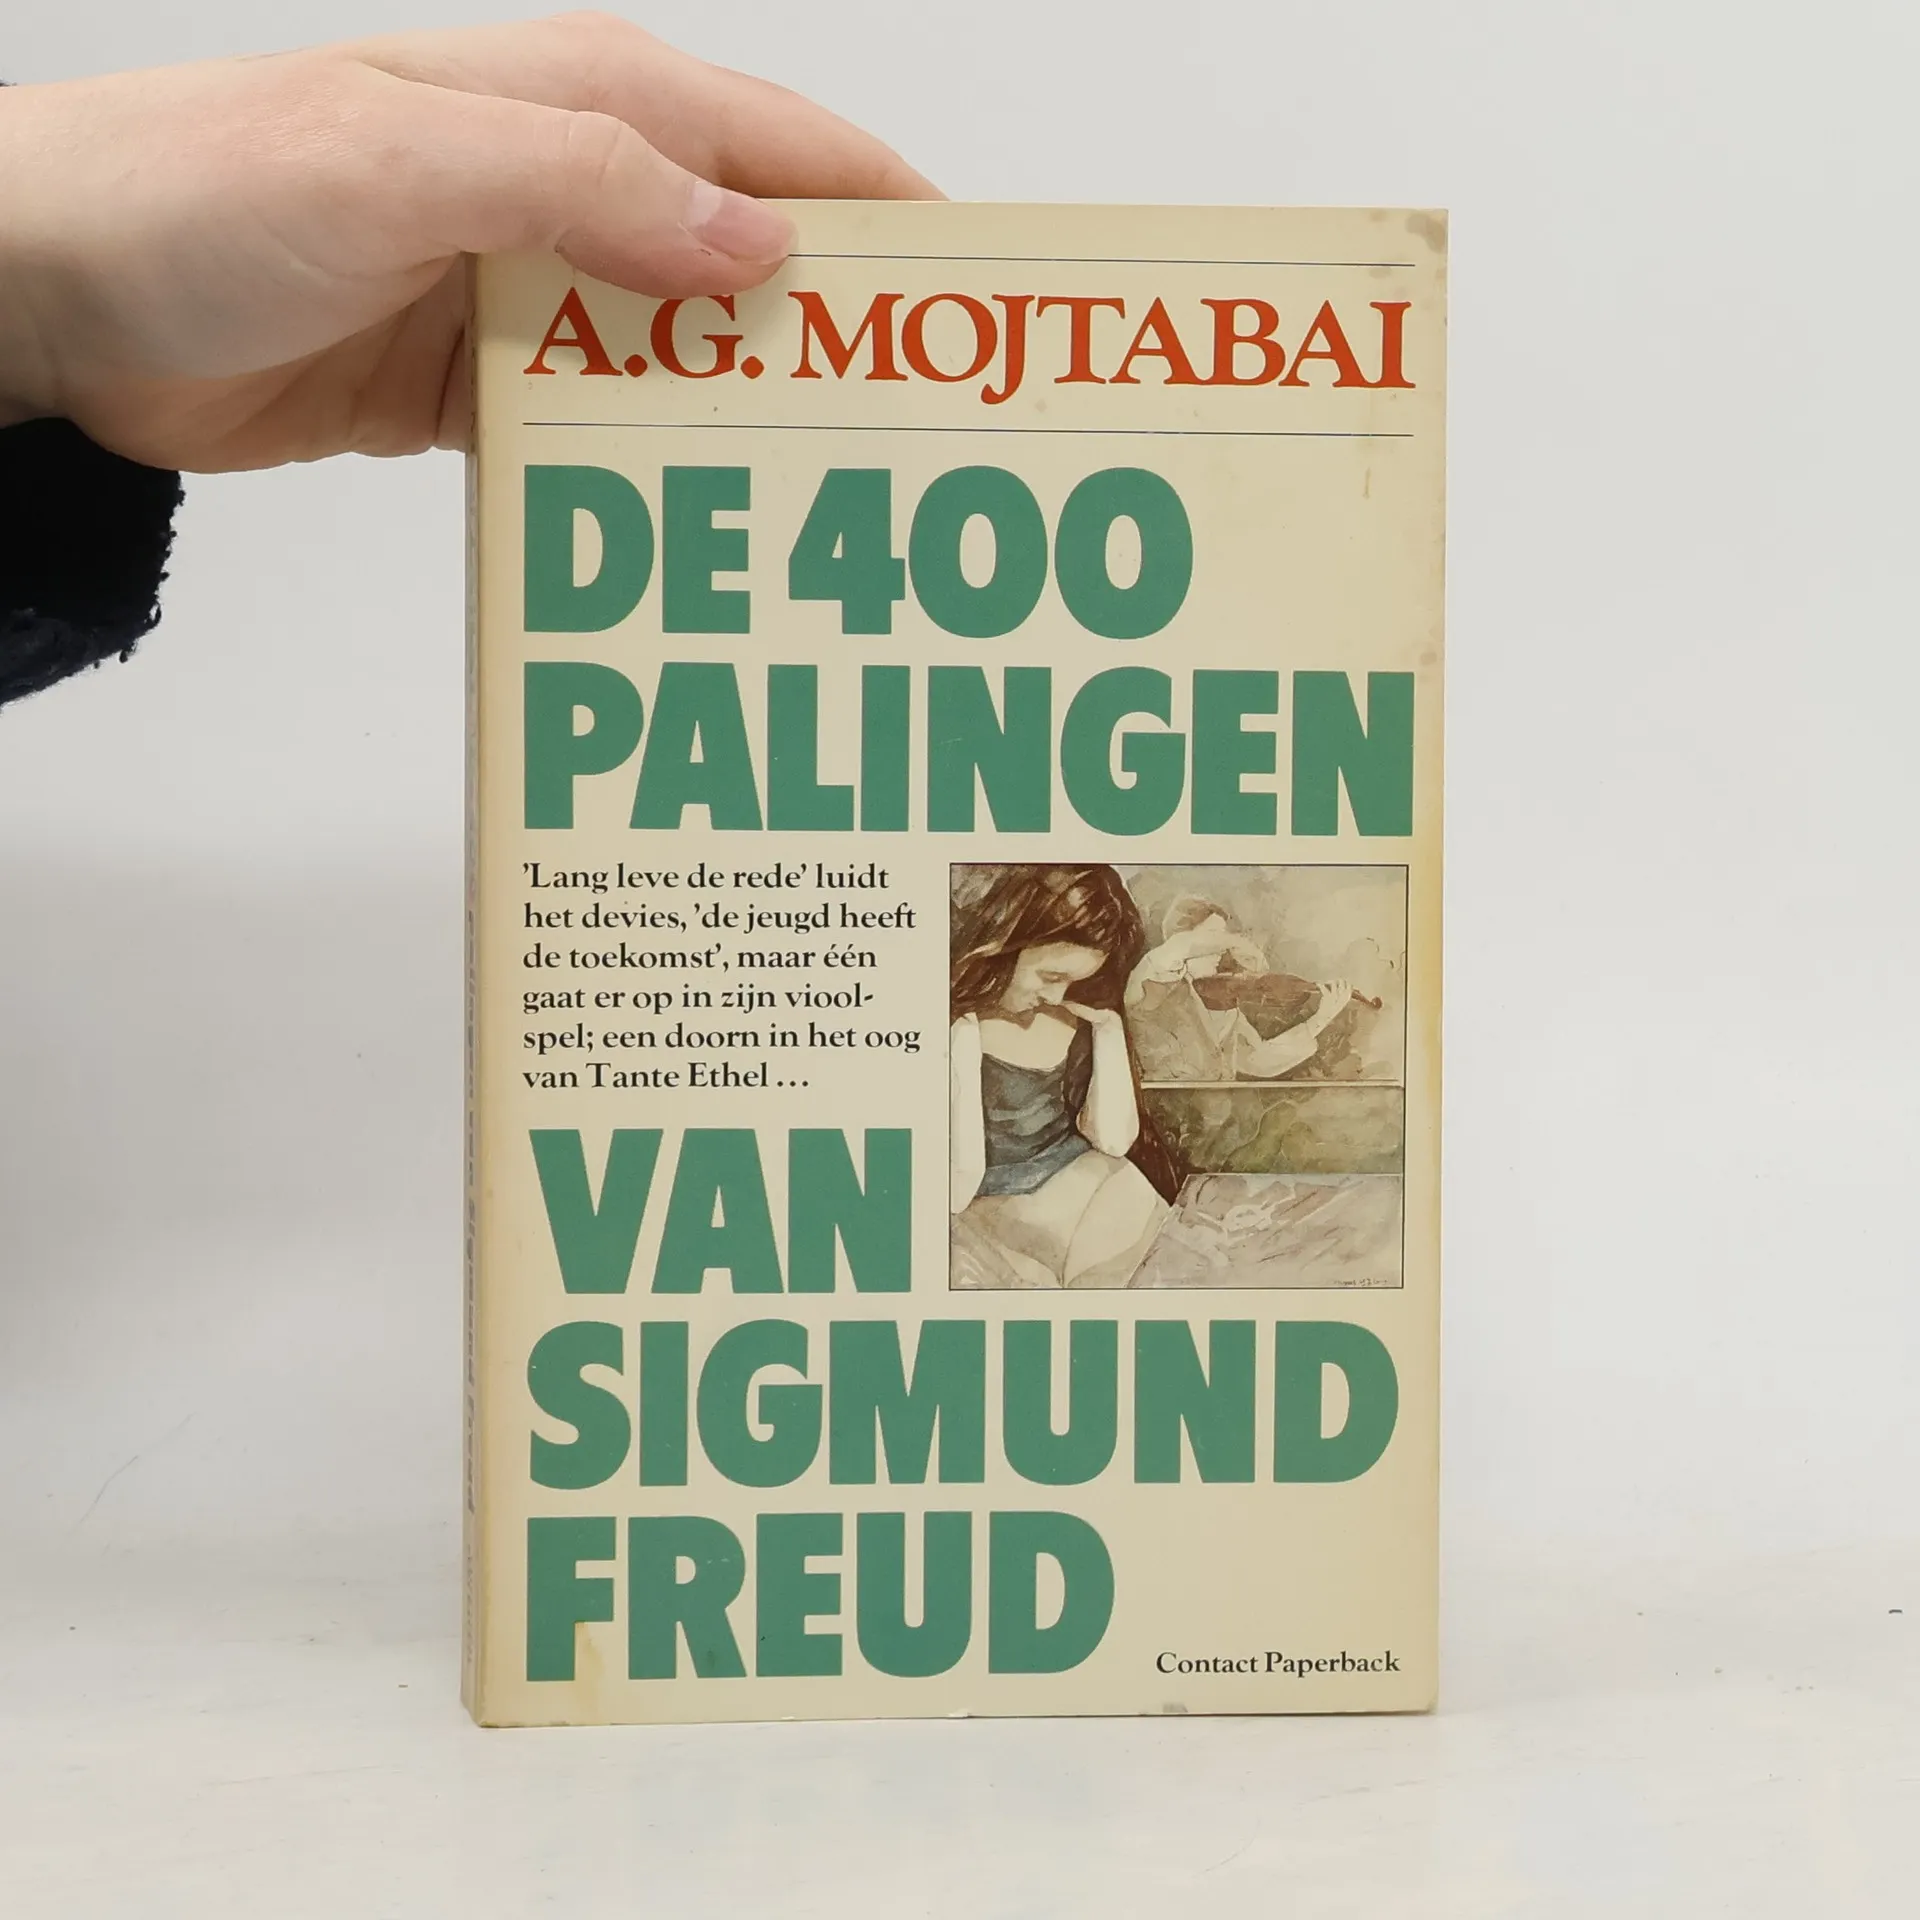 A.G. MOJTABAI
DE 400
PALINGEN
’Lang leve de rede’ luidt
het devies, ’de jeugd heeft
de toekomst’, maar één
gaat er op in zijn viool-
spel; een doorn in het oog
van Tante Ethel ...
VAN
SIGMUND
FREUD
Contact Paperback